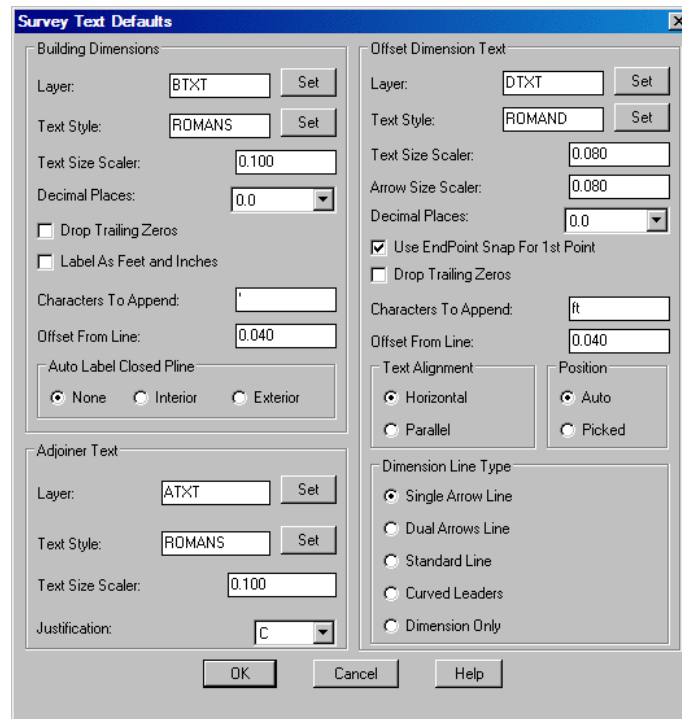 Survey Text Defaults
Building Dimensions
Layer: BTXT Set
Text Style: ROMANS Set
Text Size Scaler: 0.100
Decimal Places: 0.0
Drop Trailing Zeros
Label As Feet and Inches
Characters To Append: '
Offset From Line: 0.040
Auto Label Closed Pline
None Interior Exterior
Adjoiner Text
Layer: ATXT Set
Text Style: ROMANS Set
Text Size Scaler: 0.100
Justification: C
Offset Dimension Text
Layer: DTXT Set
Text Style: ROMAND Set
Text Size Scaler: 0.080
Arrow Size Scaler: 0.080
Decimal Places: 0.0
Use EndPoint Snap For 1st Point
Drop Trailing Zeros
Characters To Append: ft
Offset From Line: 0.040
Text Alignment
Horizontal
Parallel
Position
Auto
Picked
Dimension Line Type
Single Arrow Line
Dual Arrows Line
Standard Line
Curved Leaders
Dimension Only
OK Cancel Help